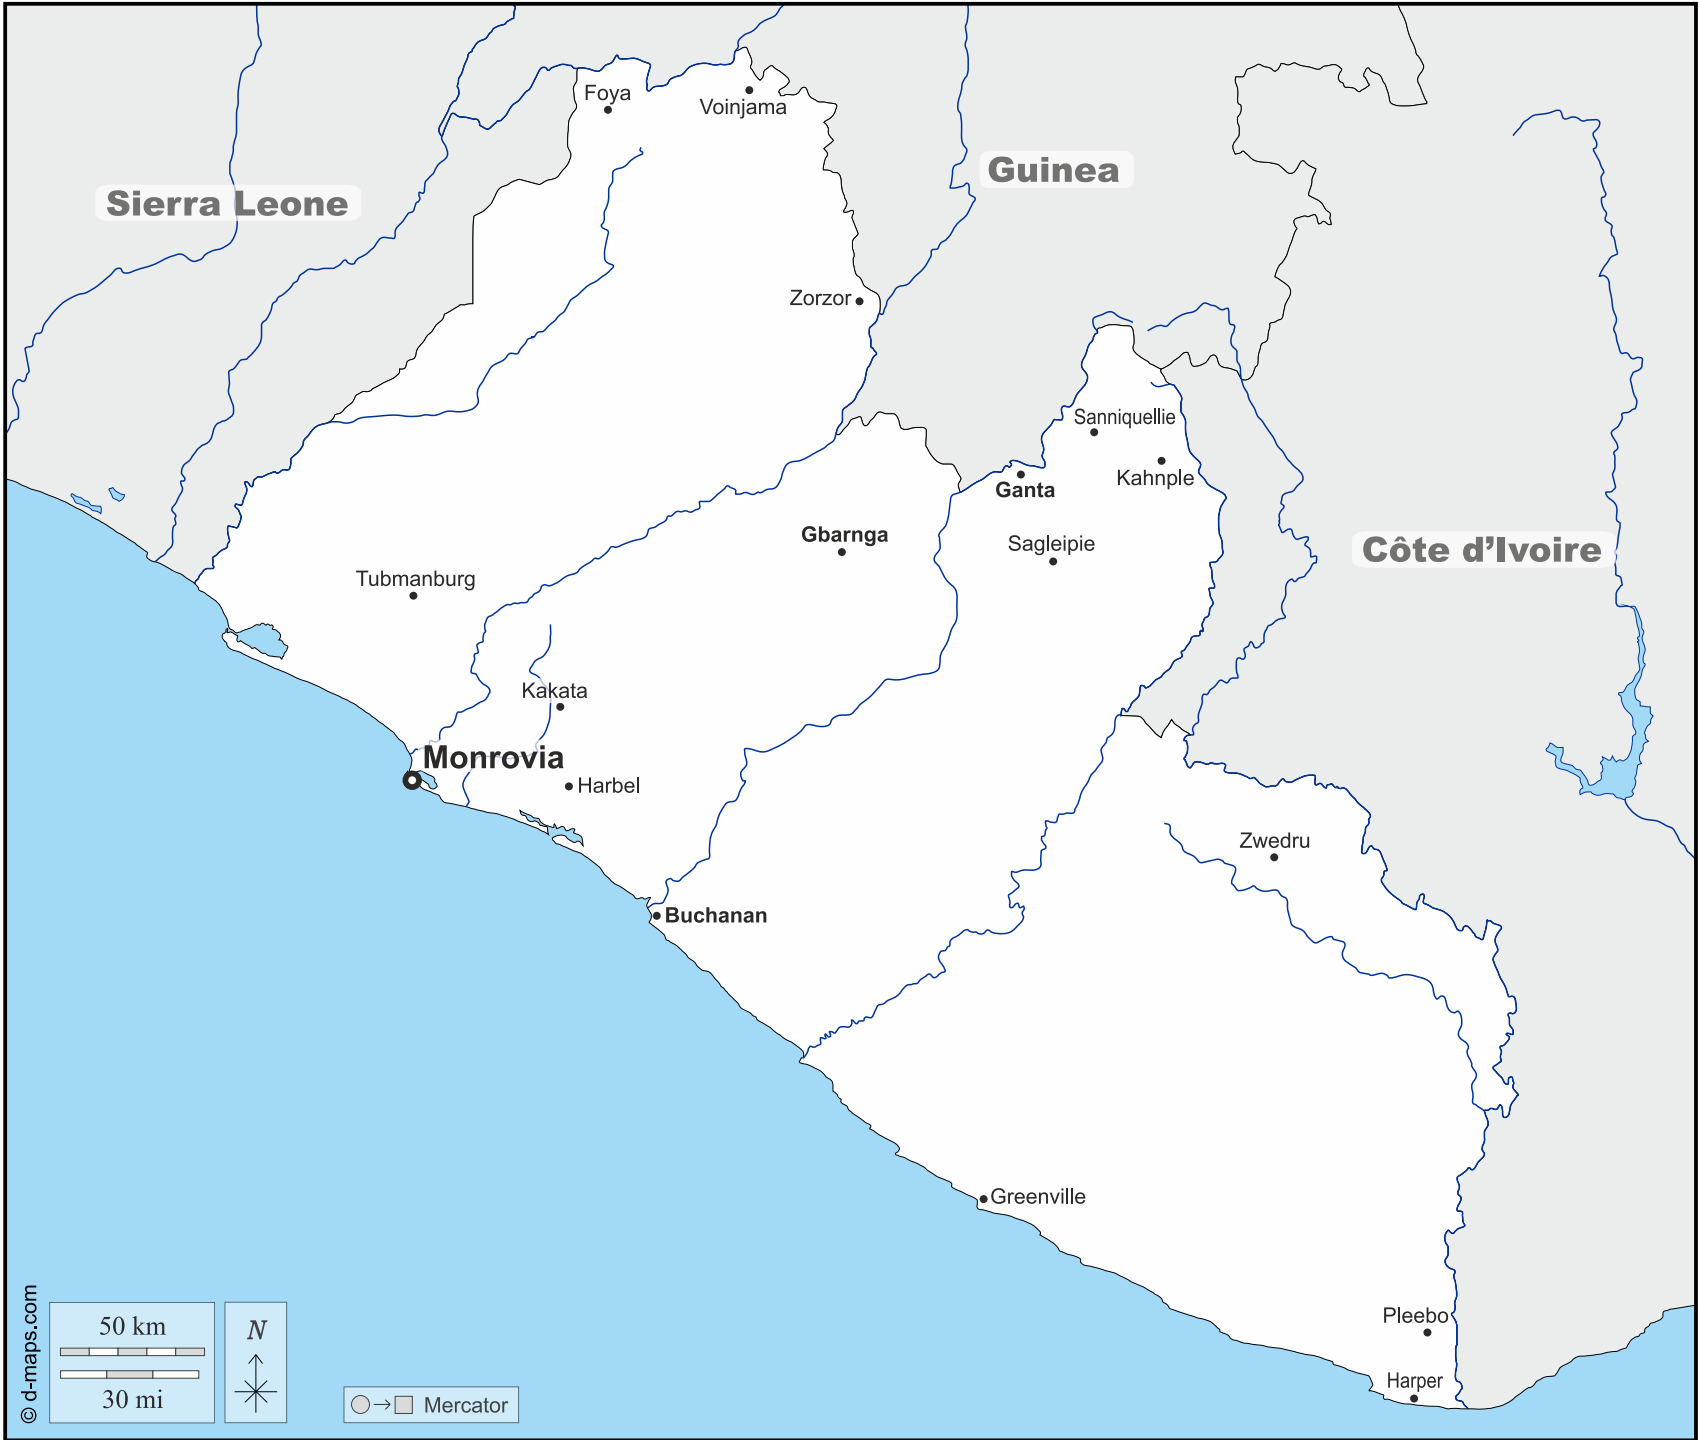 Foya
Voinjama
Guinea
Sierra Leone
Zorzor
Sanniquellie
Kahnple
Ganta
Gbarnga
Sagleipie
Côte d’Ivoire
Tubmanburg
Kakata
Monrovia
Harbel
Zwedru
Buchanan
Greenville
Pleebo
Harper
© d-maps.com
50 km
30 mi
N
Mercator